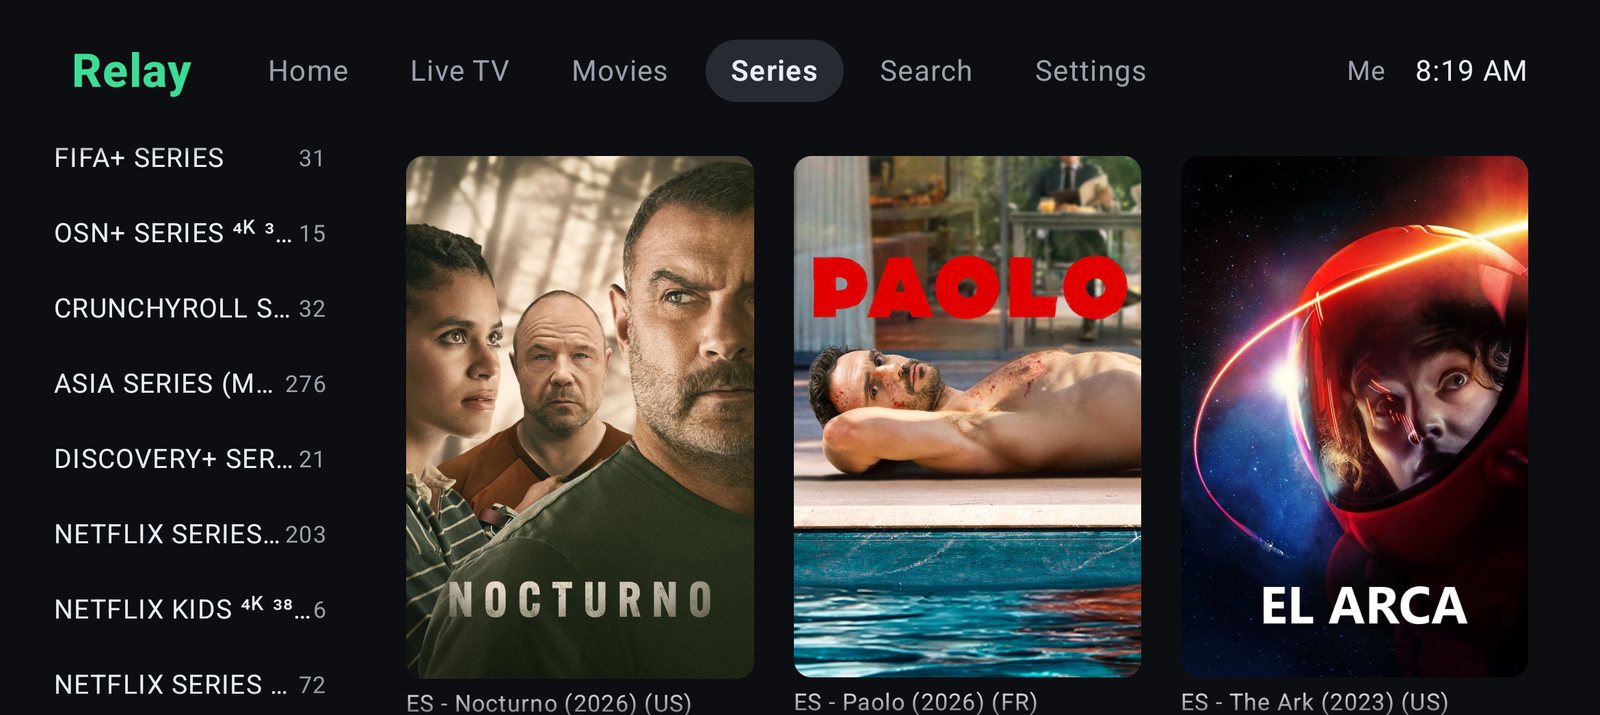 Relay
Home
Live TV
Movies
Series
Search
Settings
Me
8:19 AM
FIFA+ SERIES 31
OSN+ SERIES ⁴ᴷ ³… 15
CRUNCHYROLL S… 32
ASIA SERIES (M… 276
DISCOVERY+ SER… 21
NETFLIX SERIES… 203
NETFLIX KIDS ⁴ᴷ ³⁸… 6
NETFLIX SERIES … 72
NOCTURNO
ES - Nocturno (2026) (US)
PAOLO
ES - Paolo (2026) (FR)
EL ARCA
ES - The Ark (2023) (US)